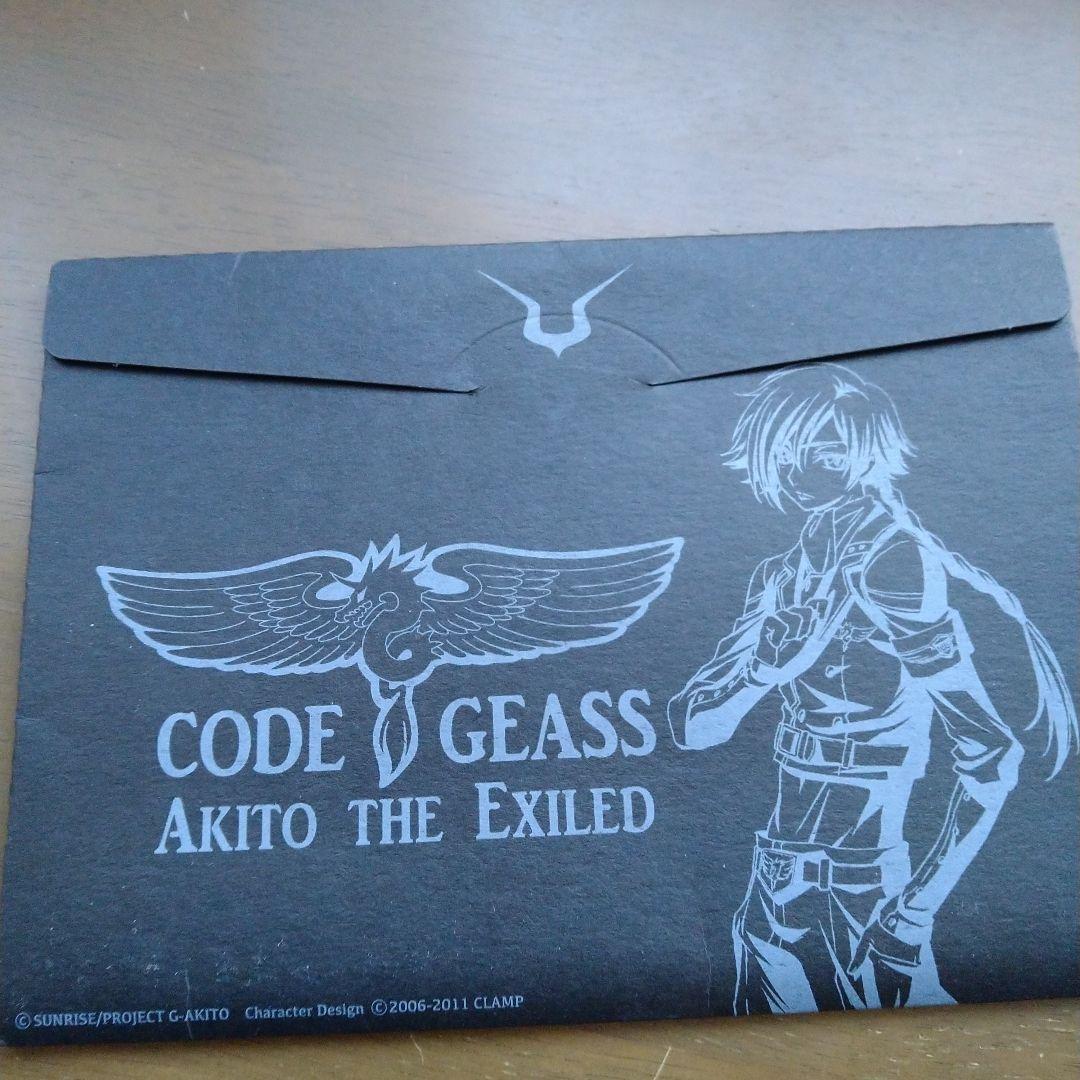 CODE GEASS
AKITO THE EXILED
©SUNRISE/PROJECT G-AKITO Character Design ©2006-2011 CLAMP